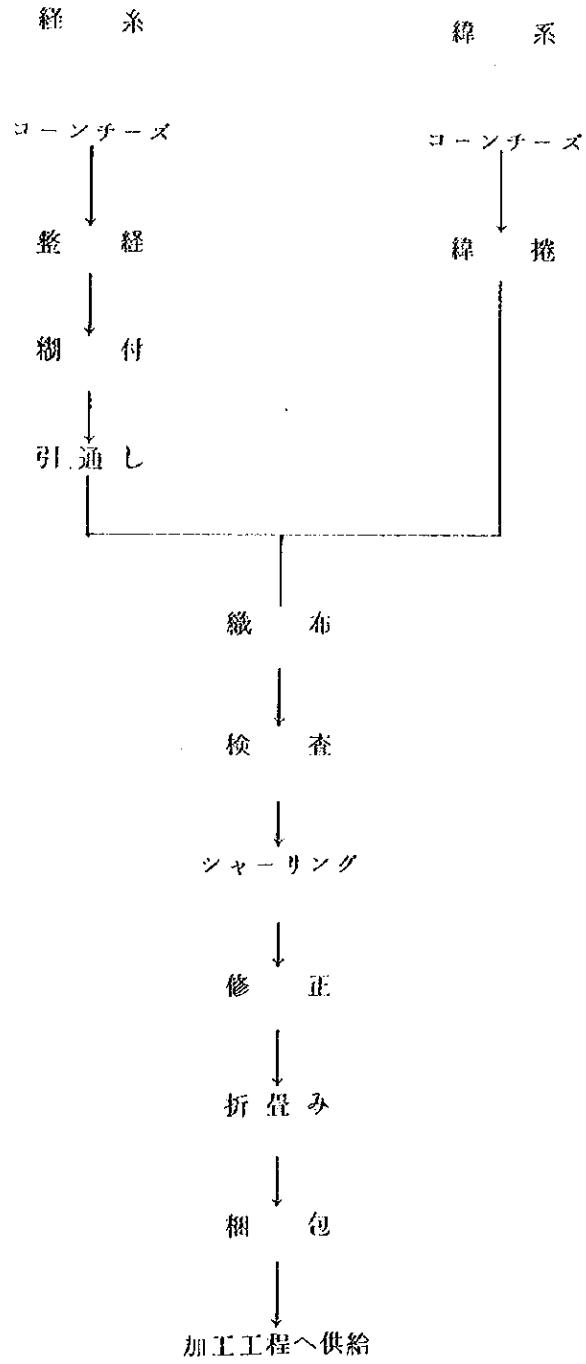 経糸
緯系
コーンチーズ
コーンチーズ
整経
緯捲
糊付
引通し
織布
検査
シャーリング
修正
折畳み
梱包
加工工程へ供給